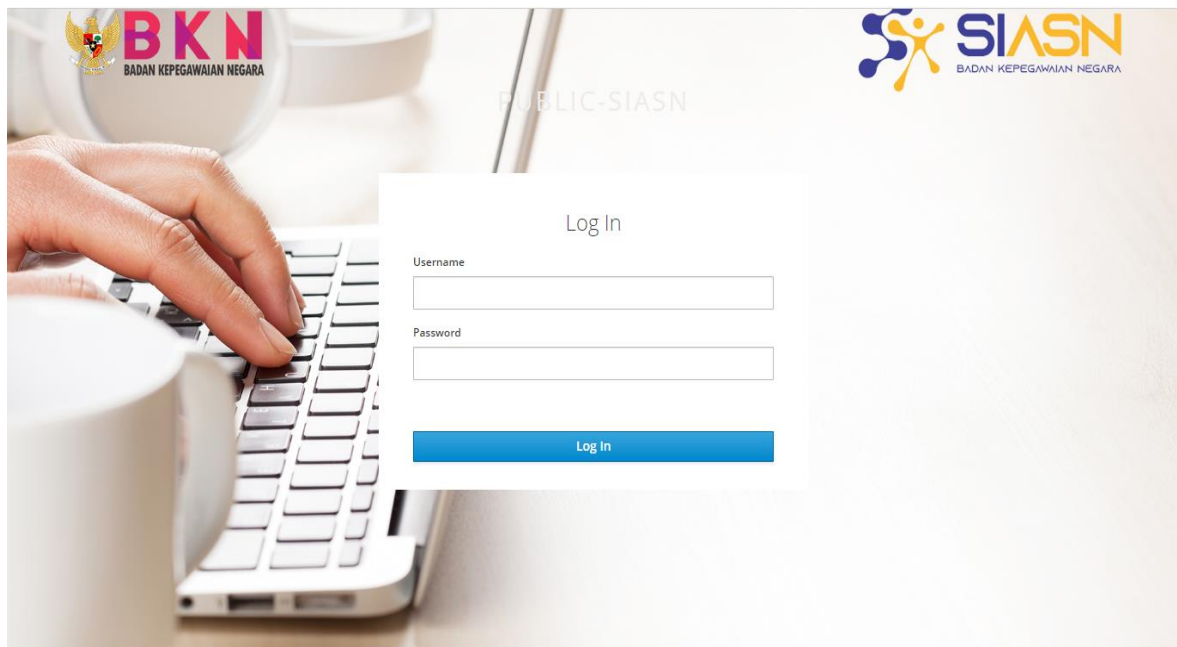 BKN
BADAN KEPEGAWAIAN NEGARA
SIASN
BADAN KEPEGAWAIAN NEGARA
PUBLIC-SIASN
Log In
Username
Password
Log In